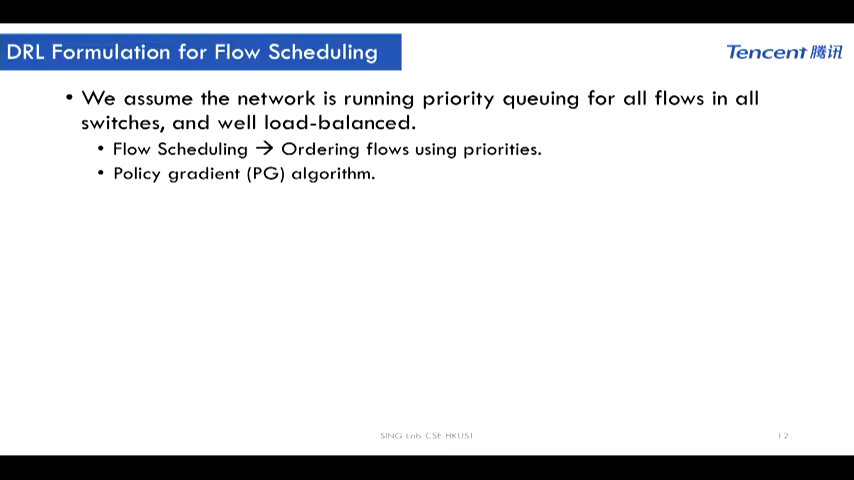 DRL Formulation for Flow Scheduling
Tencent 腾讯
• We assume the network is running priority queuing for all flows in all
switches, and well load-balanced.
• Flow Scheduling → Ordering flows using priorities.
• Policy gradient (PG) algorithm.
SING Lab CSE HKUST
12